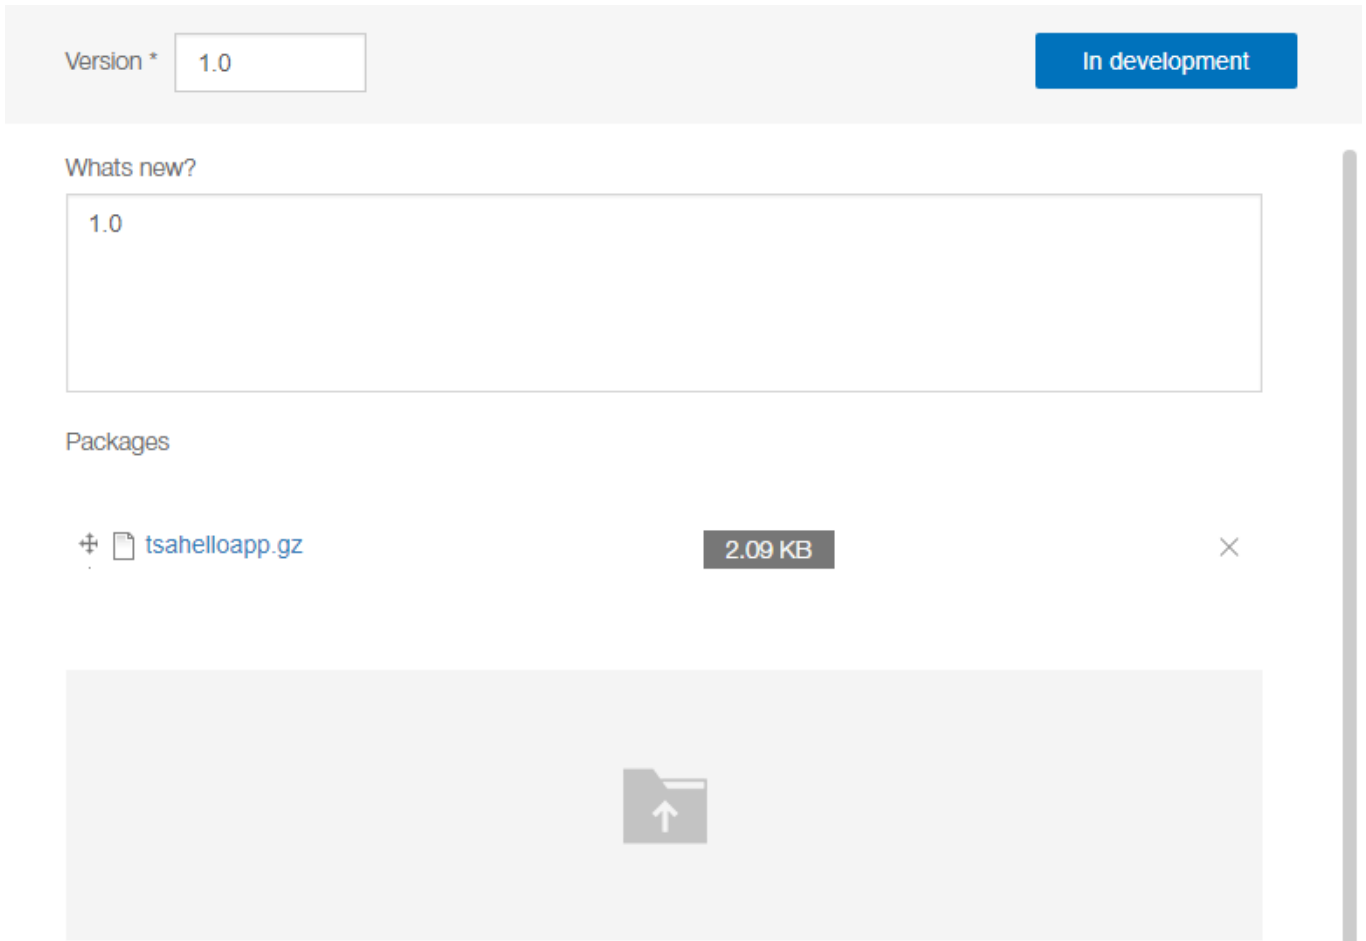 Version * 1.0 In development
Whats new?
1.0
Packages
tsahelloapp.gz 2.09 KB